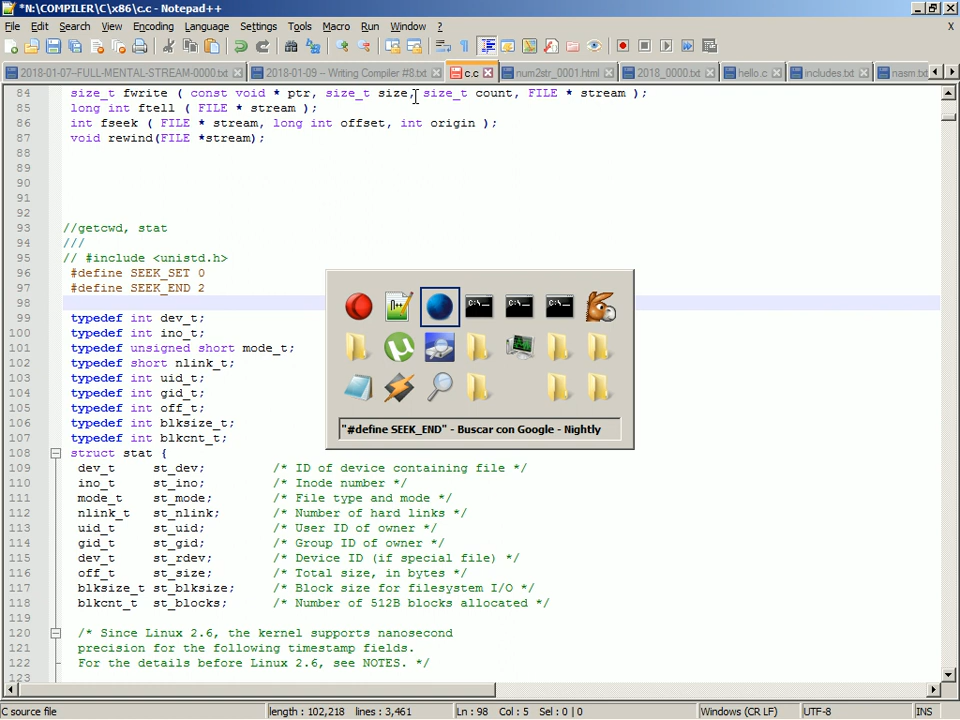 *N:\COMPILER\C\x86\c.c - Notepad++
File Edit Search View Encoding Language Settings Tools Macro Run Window ? X
2018-01-07-FULL-MENTAL-STREAM-0000.txt 2018-01-09 – Writing Compiler #8.txt c.c num2str_0001.html 2018_0000.txt hello.c includes.txt nasm.
84 size_t fwrite ( const void * ptr, size_t size, size_t count, FILE * stream );
85 long int ftell ( FILE * stream );
86 int fseek ( FILE * stream, long int offset, int origin );
87 void rewind(FILE *stream);
88
89
90
91
92
93 //getcwd, stat
94 ///
95 // #include <unistd.h>
96 #define SEEK_SET 0
97 #define SEEK_END 2
98
99 typedef int dev_t;
100 typedef int ino_t;
101 typedef unsigned short mode_t;
102 typedef short nlink_t;
103 typedef int uid_t;
104 typedef int gid_t;
105 typedef int off_t;
106 typedef int blksize_t;
107 typedef int blkcnt_t;
108 struct stat {
109 dev_t st_dev; /* ID of device containing file */
110 ino_t st_ino; /* Inode number */
111 mode_t st_mode; /* File type and mode */
112 nlink_t st_nlink; /* Number of hard links */
113 uid_t st_uid; /* User ID of owner */
114 gid_t st_gid; /* Group ID of owner */
115 dev_t st_rdev; /* Device ID (if special file) */
116 off_t st_size; /* Total size, in bytes */
117 blksize_t st_blksize; /* Block size for filesystem I/O */
118 blkcnt_t st_blocks; /* Number of 512B blocks allocated */
119
120 /* Since Linux 2.6, the kernel supports nanosecond
121 precision for the following timestamp fields.
122 For the details before Linux 2.6, see NOTES. */
123
C:\_ C:\_ C:\_
"#define SEEK_END" - Buscar con Google - Nightly
C source file length : 102,218 lines : 3,461 Ln : 98 Col : 5 Sel : 0 | 0 Windows (CR LF) UTF-8 INS